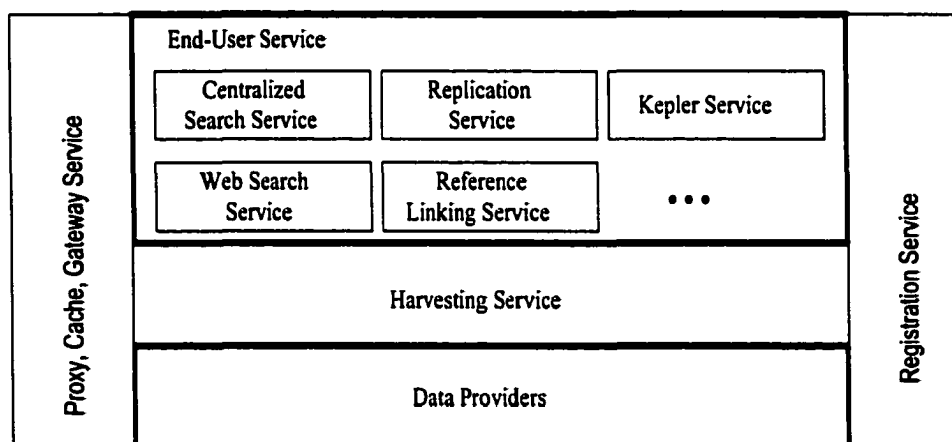 Proxy, Cache, Gateway Service
End-User Service
Centralized
Search Service
Replication
Service
Kepler Service
Web Search
Service
Reference
Linking Service
...
Harvesting Service
Data Providers
Registration Service